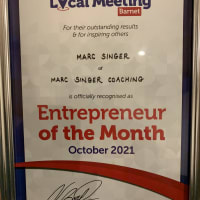 Local Meeting
Barnet
For their outstanding results
& for inspiring others
MARC SINGER
of
MARC SINGER COACHING
is officially recognised as
Entrepreneur
of the Month
October 2021